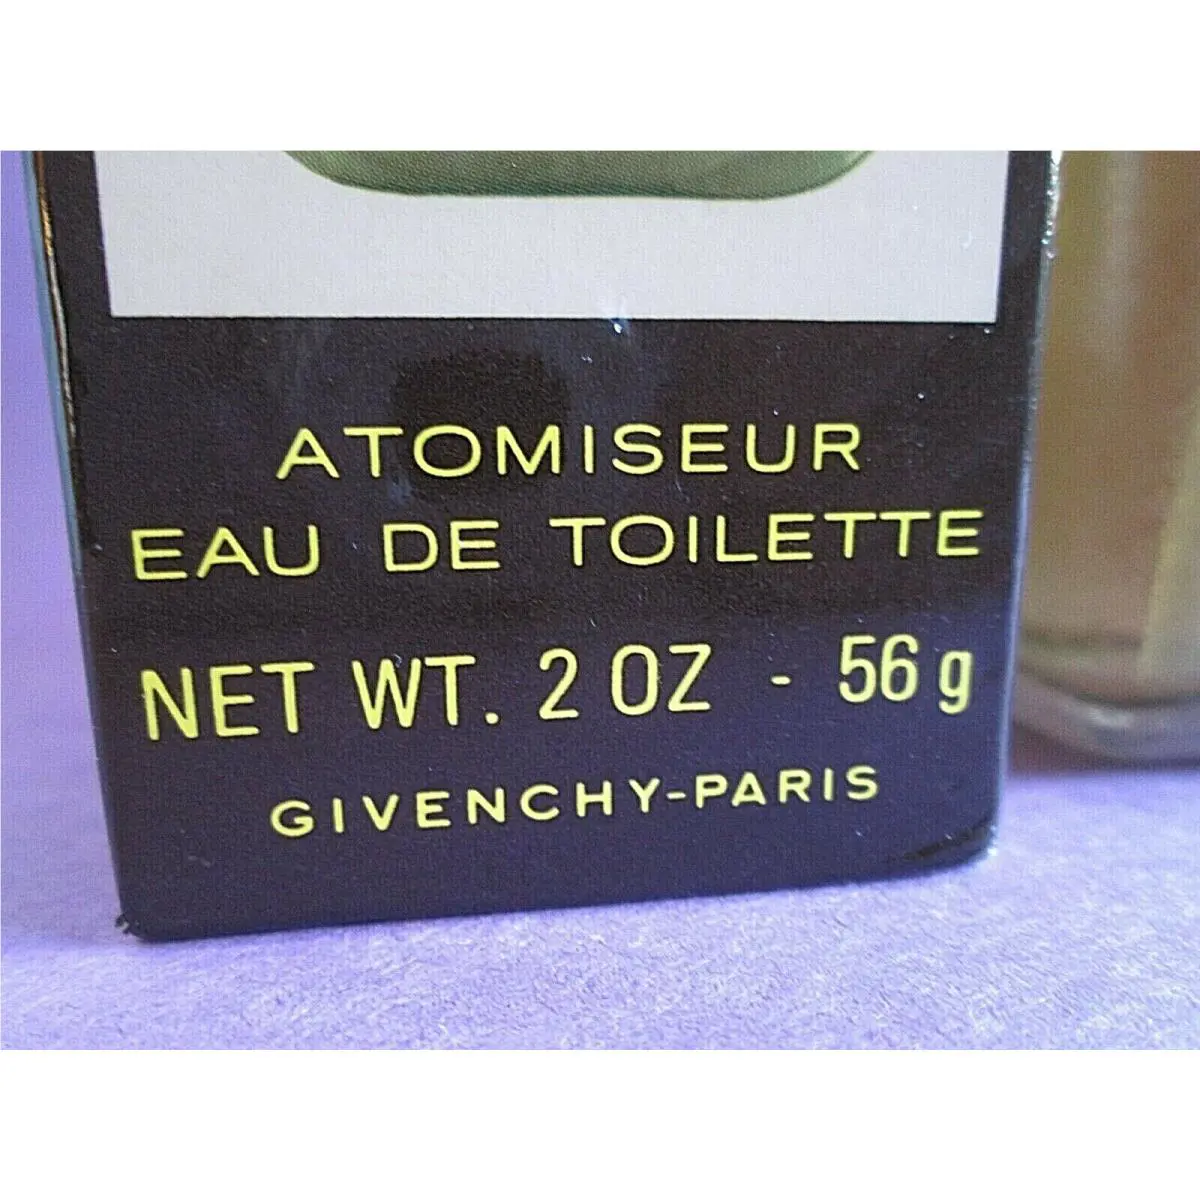 ATOMISEUR
EAU DE TOILETTE
NET WT. 2 OZ - 56 g
GIVENCHY-PARIS